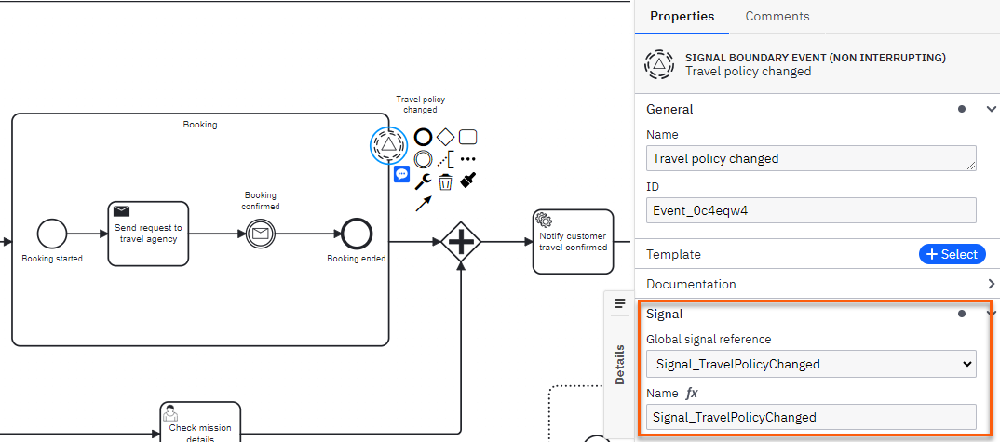 Properties
Comments
SIGNAL BOUNDARY EVENT (NON INTERRUPTING)
Travel policy changed
General
Name
Travel policy changed
ID
Event_0c4eqw4
Template
+ Select
Documentation
Signal
Global signal reference
Signal_TravelPolicyChanged
Name fx
Signal_TravelPolicyChanged
Details
Travel policy
changed
Booking
Booking started
Send request to
travel agency
Booking
confirmed
Booking ended
Notify customer
travel confirmed
Check mission
details